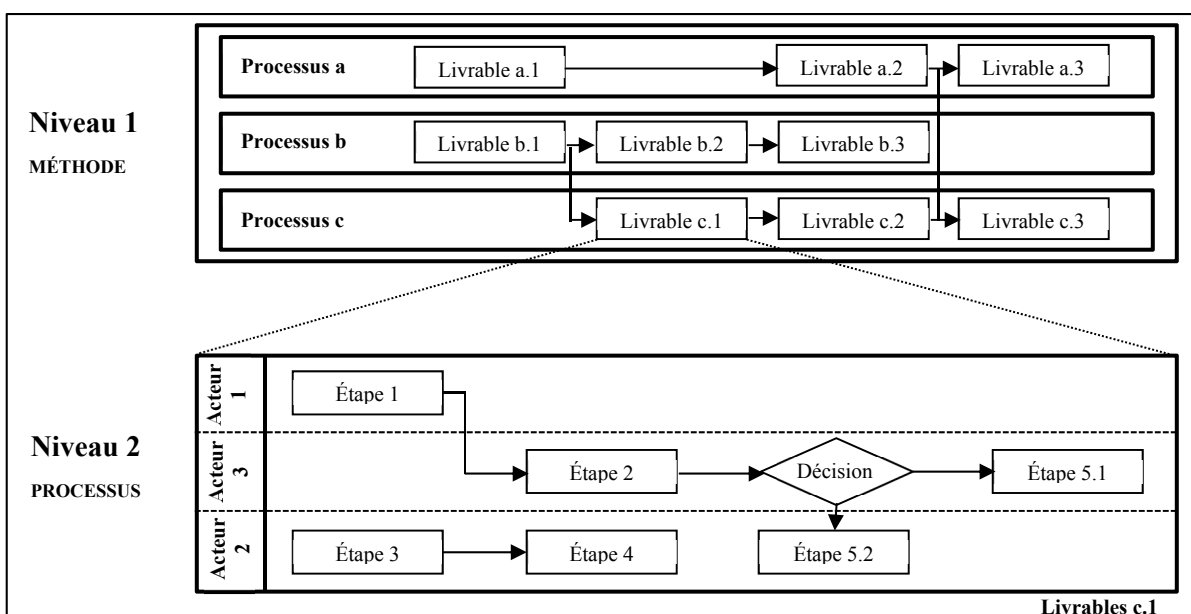 Niveau 1
MÉTHODE
Processus a
Livrable a.1
Livrable a.2
Livrable a.3
Processus b
Livrable b.1
Livrable b.2
Livrable b.3
Processus c
Livrable c.1
Livrable c.2
Livrable c.3
Niveau 2
PROCESSUS
Acteur
1
Étape 1
Acteur
3
Étape 2
Décision
Étape 5.1
Acteur
2
Étape 3
Étape 4
Étape 5.2
Livrables c.1